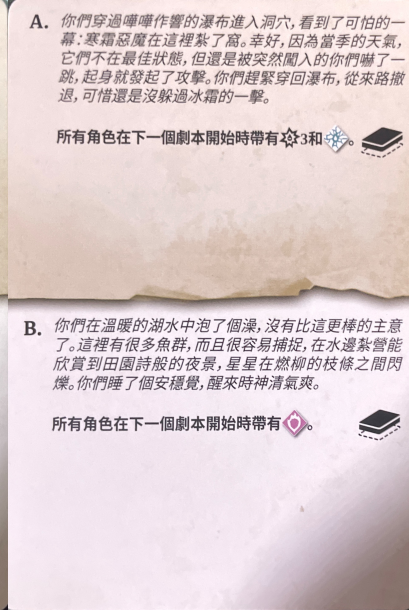 A. 你們穿過嘩嘩作響的瀑布進入洞穴,看到了可怕的一
幕:寒霜惡魔在這裡紮了窩。幸好,因為當季的天氣,
它們不在最佳狀態,但還是被突然闖入的你們嚇了一
跳,起身就發起了攻擊。你們趕緊穿回瀑布,從來路撤
退,可惜還是沒躲過冰霜的一擊。
所有角色在下一個劇本開始時帶有3和。
B. 你們在溫暖的湖水中泡了個澡,沒有比這更棒的主意
了。這裡有很多魚群,而且很容易捕捉,在水邊紮營能
欣賞到田園詩般的夜景,星星在燃柳的枝條之間閃
爍。你們睡了個安穩覺,醒來時神清氣爽。
所有角色在下一個劇本開始時帶有。